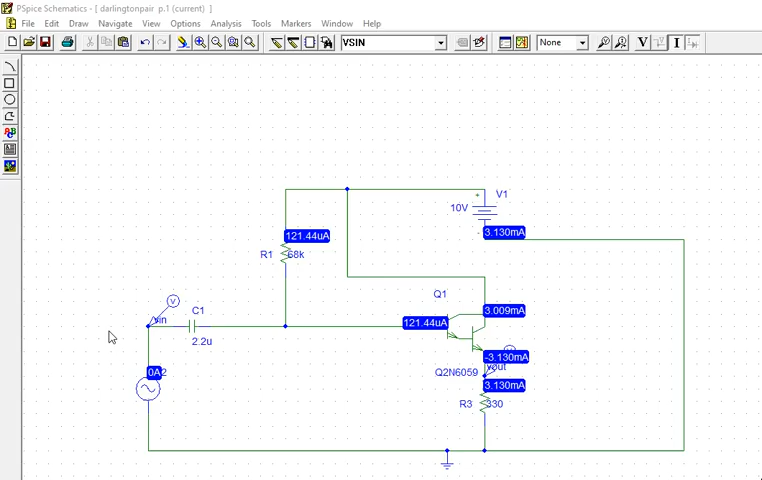 PSpice Schematics - [ darlingtonpair p.1 (current) ]
File Edit Draw Navigate View Options Analysis Tools Markers Window Help
VSIN None V I
ABC
V1
10V
3.130mA
121.44uA
R1 68k
Q1
3.009mA
V
vin
C1
2.2u
121.44uA
-3.130mA
Q2N6059
vout
0A 2
3.130mA
R3 330